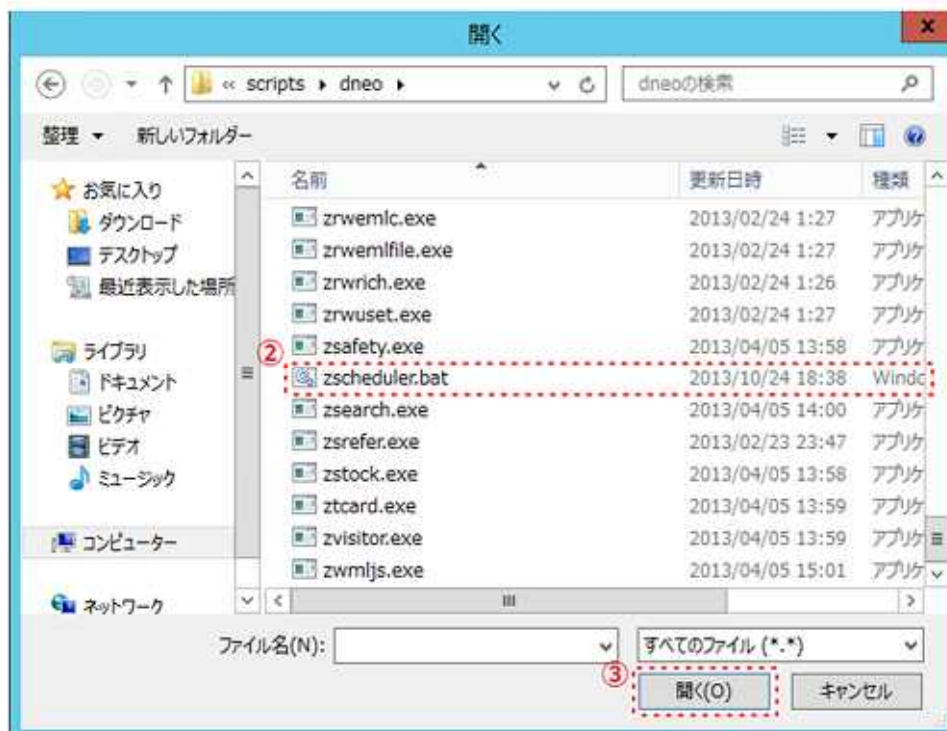 開く
« scripts ▸ dneo ▸ dneoの検索
整理 新しいフォルダー
名前 更新日時 種類
お気に入り
ダウンロード
デスクトップ
最近表示した場所
ライブラリ
ドキュメント
ピクチャ
ビデオ
ミュージック
コンピューター
ネットワーク
zrwemlc.exe 2013/02/24 1:27 アプリケ
zrwemlfile.exe 2013/02/24 1:27 アプリケ
zrwrich.exe 2013/02/24 1:26 アプリケ
zrwuset.exe 2013/02/24 1:27 アプリケ
zsafety.exe 2013/04/05 13:58 アプリケ
② zscheduler.bat 2013/10/24 18:38 Windo
zsearch.exe 2013/04/05 14:00 アプリケ
zsrefer.exe 2013/02/23 23:47 アプリケ
zstock.exe 2013/04/05 13:58 アプリケ
ztcard.exe 2013/04/05 13:59 アプリケ
zvisitor.exe 2013/04/05 13:59 アプリケ
zwmljs.exe 2013/04/05 15:01 アプリケ
ファイル名(N): すべてのファイル (*.*)
③ 開く(O) キャンセル